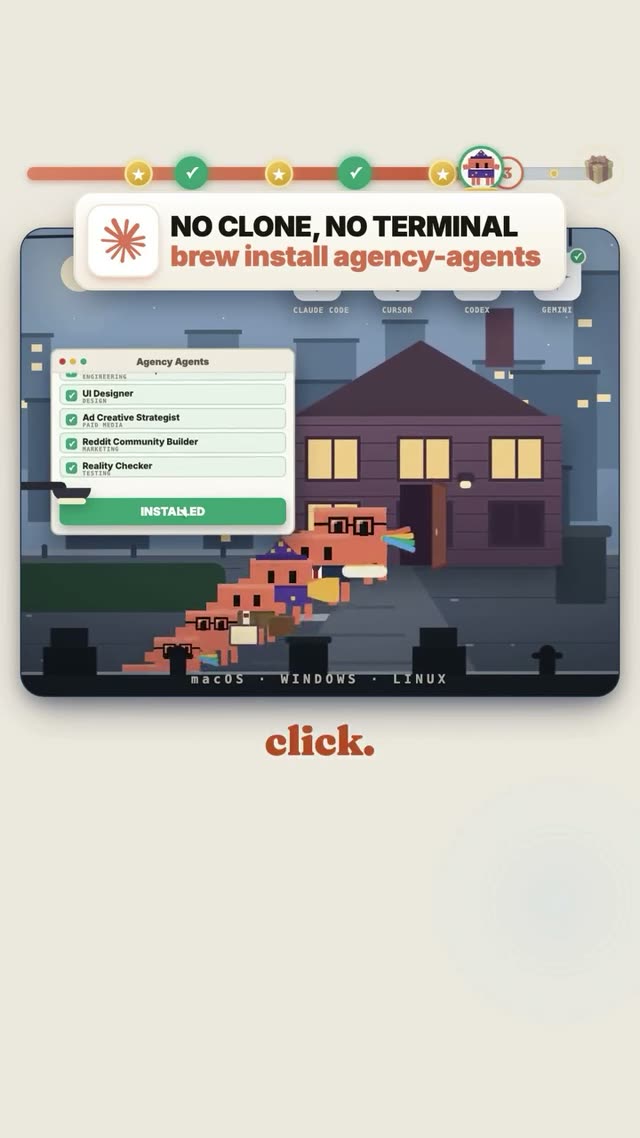 3
NO CLONE, NO TERMINAL
brew install agency-agents
CLAUDE CODE
CURSOR
CODEX
GEMINI
Agency Agents
ENGINEERING
UI Designer
DESIGN
Ad Creative Strategist
PAID MEDIA
Reddit Community Builder
MARKETING
Reality Checker
TESTING
INSTALLED
macOS · WINDOWS · LINUX
click.